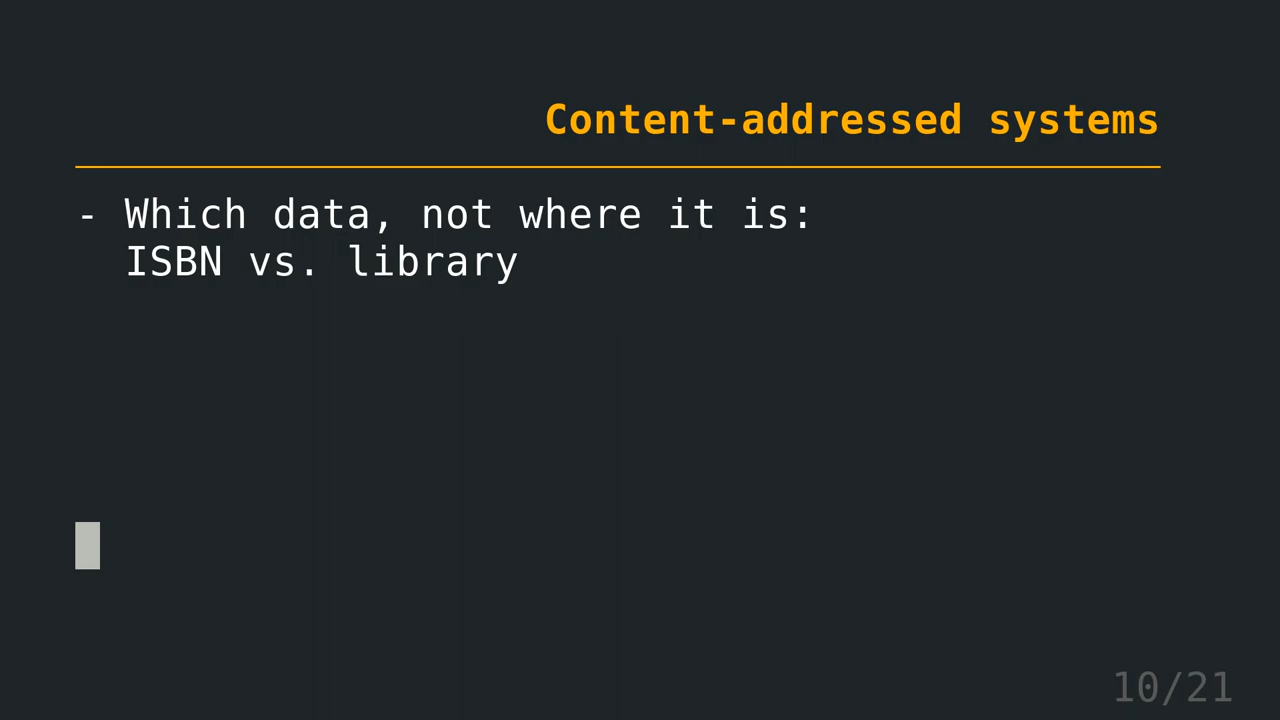 Content-addressed systems
- Which data, not where it is:
ISBN vs. library
10/21